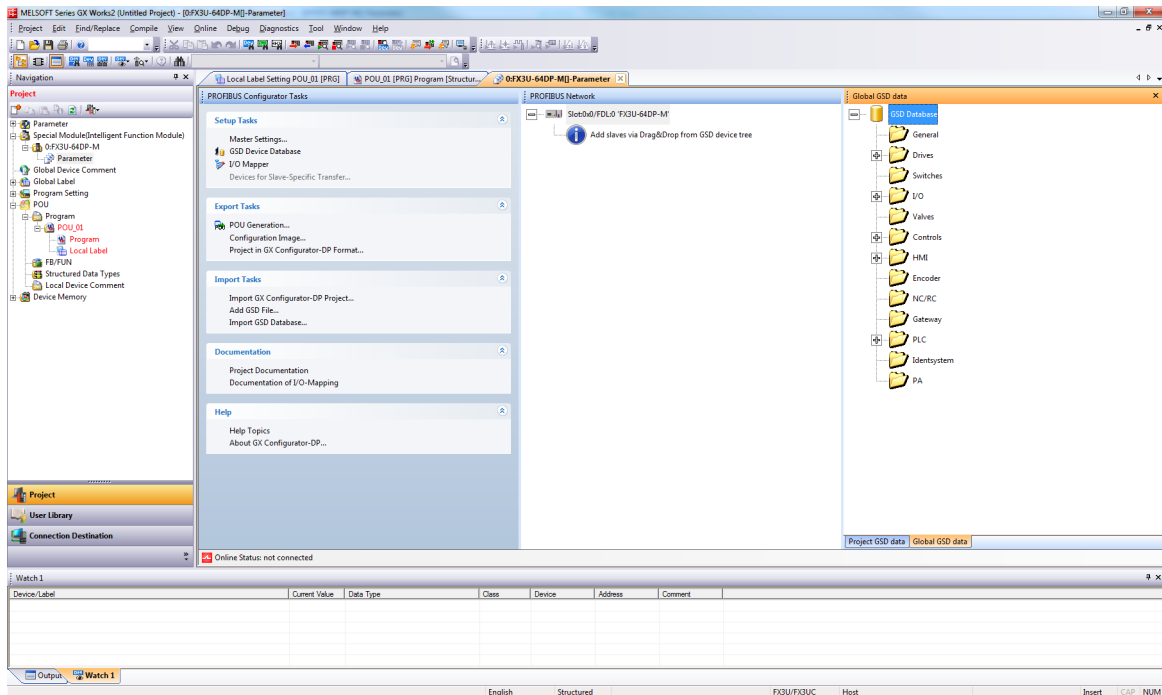 MELSOFT Series GX Works2 (Untitled Project) - [0:FX3U-64DP-M[]-Parameter]
Project Edit Find/Replace Compile View Online Debug Diagnostics Tool Window Help
Navigation
Local Label Setting POU_01 [PRG]
POU_01 [PRG] Program [Structur...
0:FX3U-64DP-M[]-Parameter
Project
Parameter
Special Module(Intelligent Function Module)
0:FX3U-64DP-M
Parameter
Global Device Comment
Global Label
Program Setting
POU
Program
POU_01
Program
Local Label
FB/FUN
Structured Data Types
Local Device Comment
Device Memory
Project
User Library
Connection Destination
PROFIBUS Configurator Tasks
Setup Tasks
Master Settings...
GSD Device Database
I/O Mapper
Devices for Slave-Specific Transfer...
Export Tasks
POU Generation...
Configuration Image...
Project in GX Configurator-DP Format...
Import Tasks
Import GX Configurator-DP Project...
Add GSD File...
Import GSD Database...
Documentation
Project Documentation
Documentation of I/O-Mapping
Help
Help Topics
About GX Configurator-DP...
PROFIBUS Network
Slot:0x0/FDL:0 'FX3U-64DP-M'
Add slaves via Drag&Drop from GSD device tree
Global GSD data
GSD Database
General
Drives
Switches
I/O
Valves
Controls
HMI
Encoder
NC/RC
Gateway
PLC
Identsystem
PA
Project GSD data Global GSD data
Online Status: not connected
Watch 1
Device/Label Current Value Data Type Class Device Address Comment
Output Watch 1
English Structured FX3U/FX3UC Host Insert CAP NUM